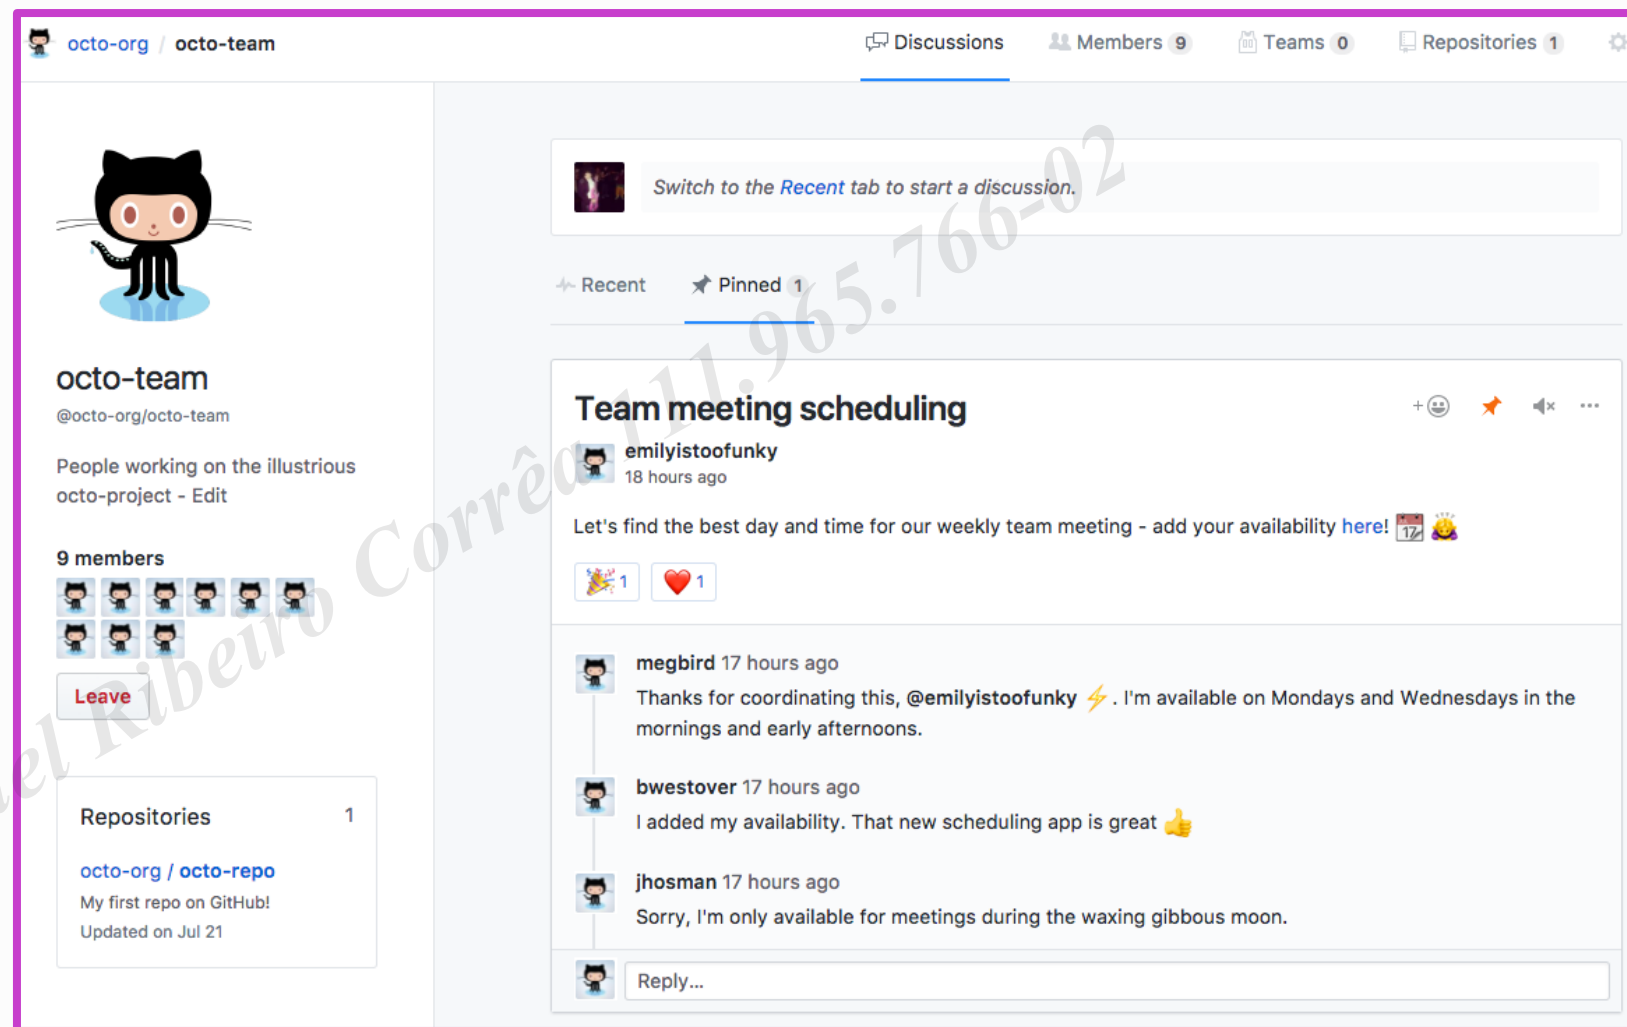 octo-org / octo-team
Discussions Members 9 Teams 0 Repositories 1
octo-team
@octo-org/octo-team
People working on the illustrious
octo-project - Edit
9 members
Leave
Repositories 1
octo-org / octo-repo
My first repo on GitHub!
Updated on Jul 21
Switch to the Recent tab to start a discussion.
Recent Pinned 1
Team meeting scheduling
emilyistoofunky
18 hours ago
Let's find the best day and time for our weekly team meeting - add your availability here!
1 1
megbird 17 hours ago
Thanks for coordinating this, @emilyistoofunky ⚡. I'm available on Mondays and Wednesdays in the
mornings and early afternoons.
bwestover 17 hours ago
I added my availability. That new scheduling app is great 👍
jhosman 17 hours ago
Sorry, I'm only available for meetings during the waxing gibbous moon.
Reply...
Ribeiro Corrêa 111.965.766-02